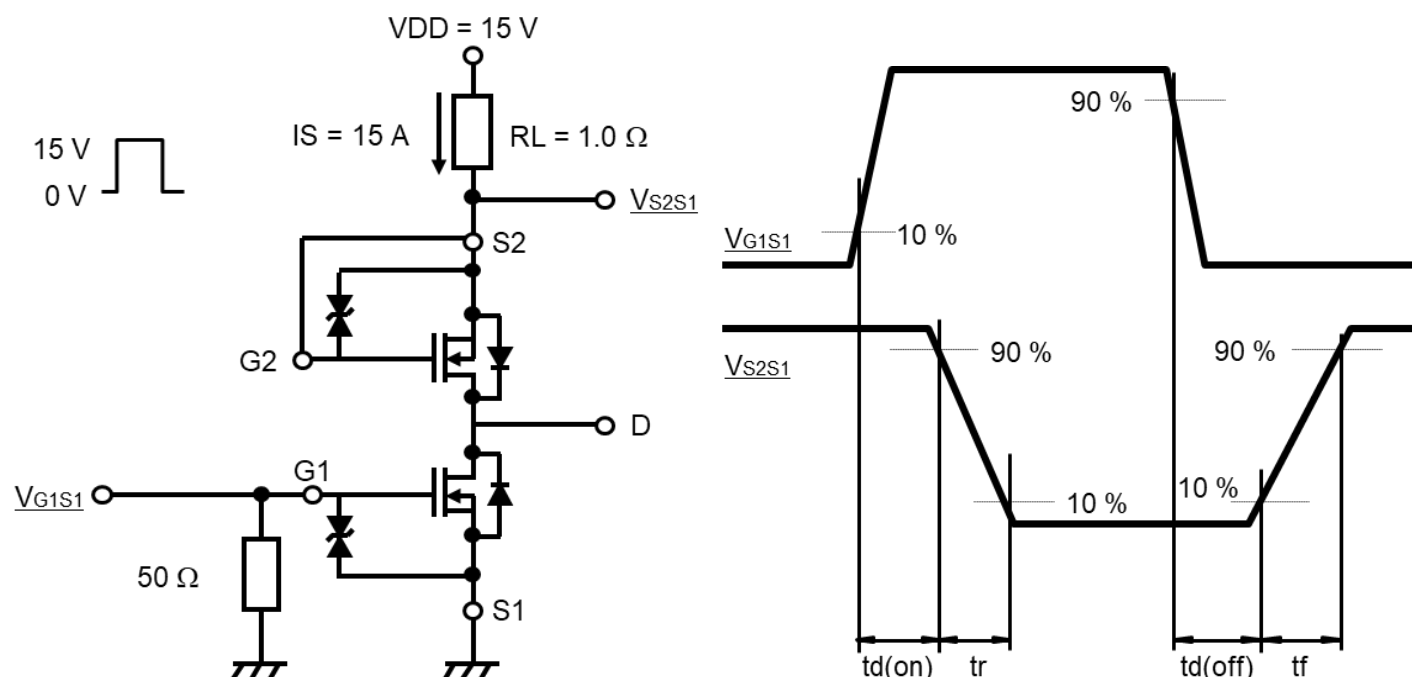 VDD = 15 V
IS = 15 A
RL = 1.0 Ω
15 V
0 V
VS2S1
S2
G2
D
G1
VG1S1
50 Ω
S1
90 %
VG1S1
10 %
VS2S1
90 %
90 %
10 %
10 %
td(on)
tr
td(off)
tf